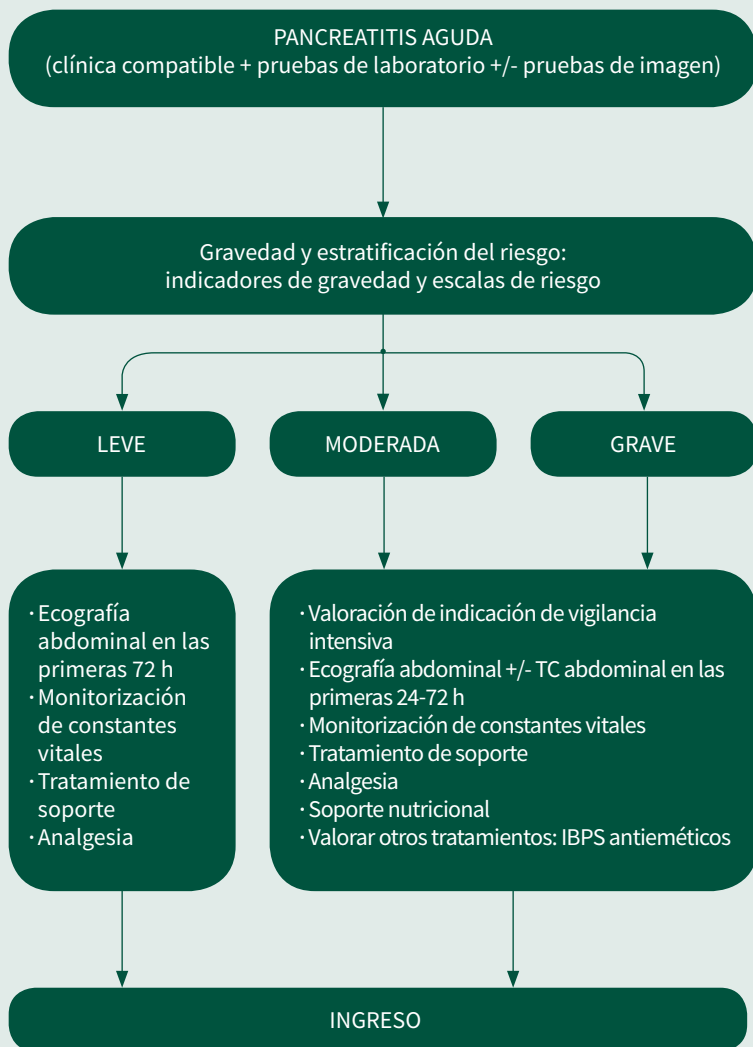 PANCREATITIS AGUDA
(clínica compatible + pruebas de laboratorio +/- pruebas de imagen)
Gravedad y estratificación del riesgo:
indicadores de gravedad y escalas de riesgo
LEVE
MODERADA
GRAVE
· Ecografía
abdominal en las
primeras 72 h
· Monitorización
de constantes
vitales
· Tratamiento de
soporte
· Analgesia
· Valoración de indicación de vigilancia
intensiva
· Ecografía abdominal +/- TC abdominal en las
primeras 24-72 h
· Monitorización de constantes vitales
· Tratamiento de soporte
· Analgesia
· Soporte nutricional
· Valorar otros tratamientos: IBPS antieméticos
INGRESO